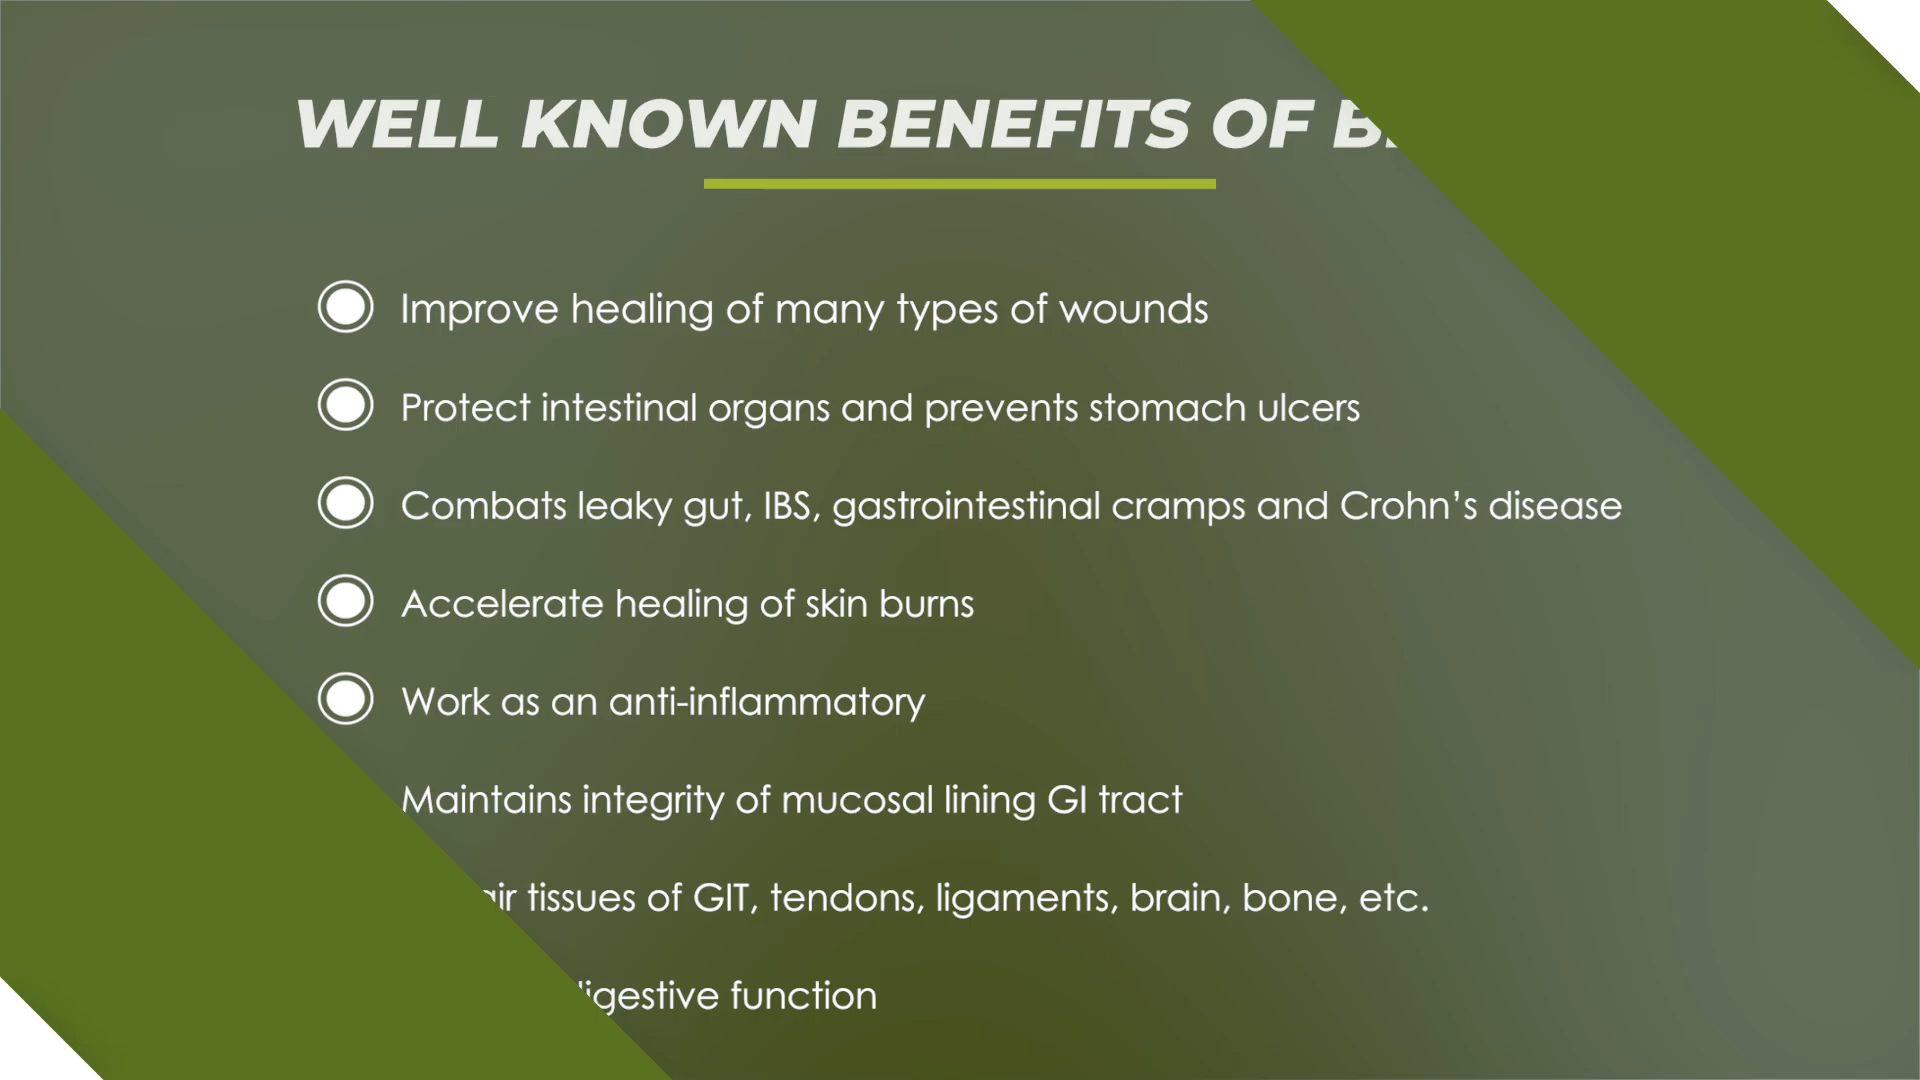 WELL KNOWN BENEFITS OF
Improve healing of many types of wounds
Protect intestinal organs and prevents stomach ulcers
Combats leaky gut, IBS, gastrointestinal cramps and Crohn’s disease
Accelerate healing of skin burns
Work as an anti-inflammatory
Maintains integrity of mucosal lining GI tract
tissues of GIT, tendons, ligaments, brain, bone, etc.
digestive function